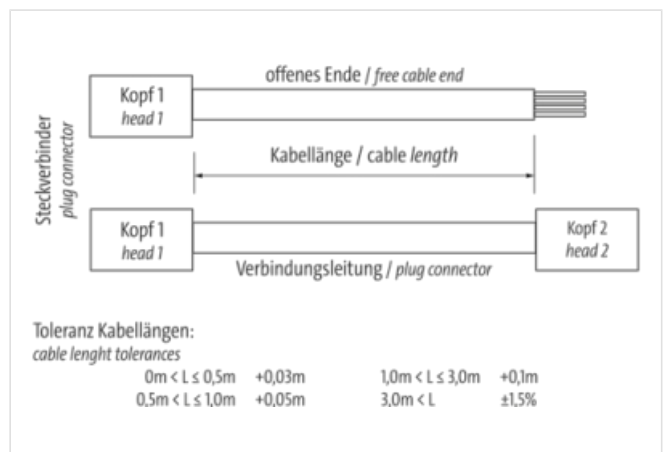 offenes Ende / free cable end
Kopf 1
head 1
Steckverbinder
plug connector
Kabellänge / cable length
Kopf 1
head 1
Kopf 2
head 2
Verbindungsleitung / plug connector
Toleranz Kabellängen:
cable lenght tolerances
0m < L ≤ 0,5m +0,03m 1,0m < L ≤ 3,0m +0,1m
0,5m < L ≤ 1,0m +0,05m 3,0m < L ±1,5%